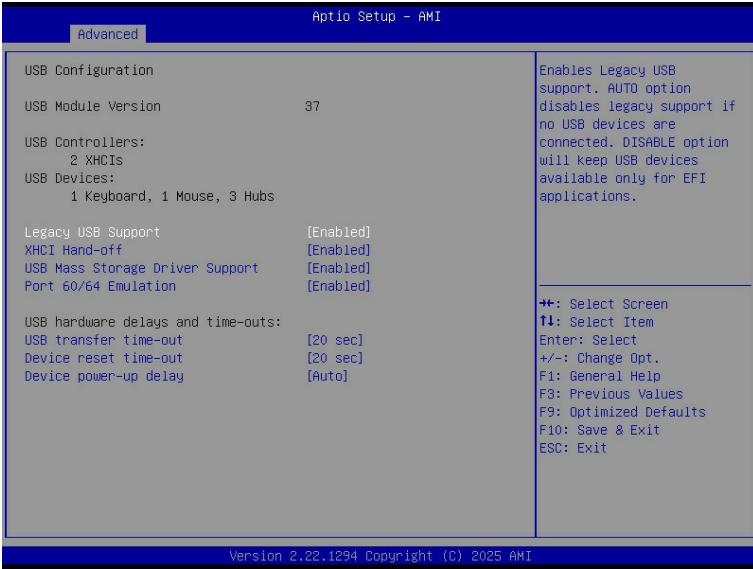 Aptio Setup – AMI
Advanced
USB Configuration
USB Module Version 37
USB Controllers:
2 XHCIs
USB Devices:
1 Keyboard, 1 Mouse, 3 Hubs
Legacy USB Support [Enabled]
XHCI Hand-off [Enabled]
USB Mass Storage Driver Support [Enabled]
Port 60/64 Emulation [Enabled]
USB hardware delays and time-outs:
USB transfer time-out [20 sec]
Device reset time-out [20 sec]
Device power-up delay [Auto]
Enables Legacy USB
support. AUTO option
disables legacy support if
no USB devices are
connected. DISABLE option
will keep USB devices
available only for EFI
applications.
→←: Select Screen
↑↓: Select Item
Enter: Select
+/-: Change Opt.
F1: General Help
F3: Previous Values
F9: Optimized Defaults
F10: Save & Exit
ESC: Exit
Version 2.22.1294 Copyright (C) 2025 AMI